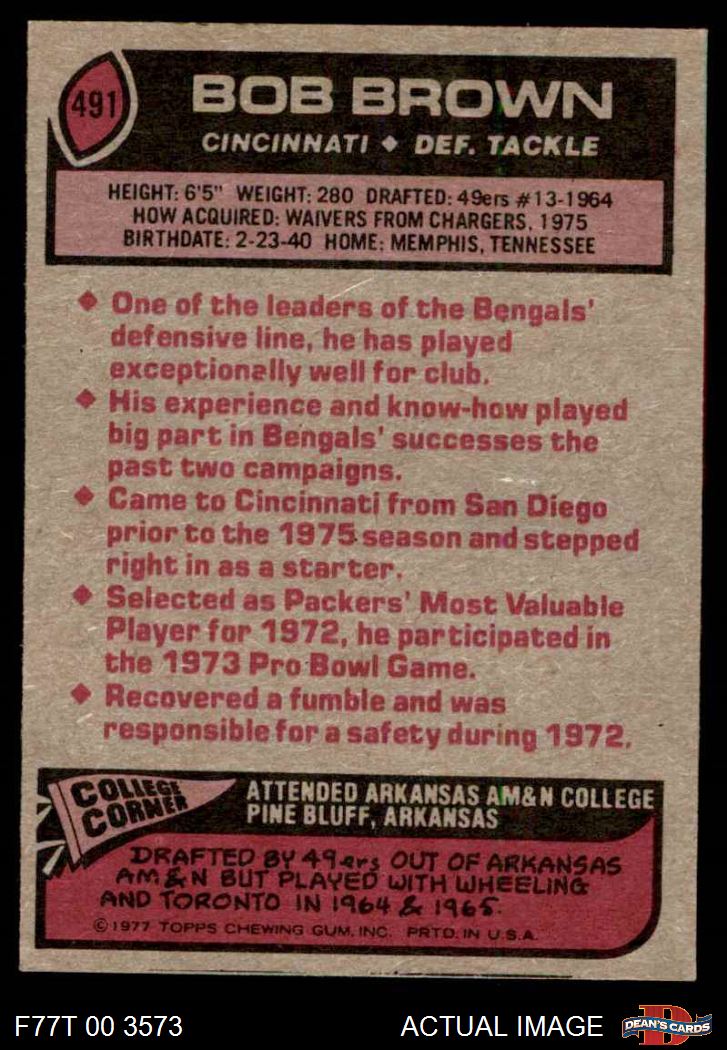 491
BOB BROWN
CINCINNATI ◆ DEF. TACKLE
HEIGHT: 6'5" WEIGHT: 280 DRAFTED: 49ers #13-1964
HOW ACQUIRED: WAIVERS FROM CHARGERS, 1975
BIRTHDATE: 2-23-40 HOME: MEMPHIS, TENNESSEE
◆ One of the leaders of the Bengals'
defensive line, he has played
exceptionally well for club.
◆ His experience and know-how played
big part in Bengals' successes the
past two campaigns.
◆ Came to Cincinnati from San Diego
prior to the 1975 season and stepped
right in as a starter.
◆ Selected as Packers' Most Valuable
Player for 1972, he participated in
the 1973 Pro Bowl Game.
◆ Recovered a fumble and was
responsible for a safety during 1972.
COLLEGE
CORNER
ATTENDED ARKANSAS AM&N COLLEGE
PINE BLUFF, ARKANSAS
DRAFTED BY 49ers OUT OF ARKANSAS
AM&N BUT PLAYED WITH WHEELING
AND TORONTO IN 1964 & 1965.
©1977 TOPPS CHEWING GUM, INC. PRTD. IN U.S.A.
F77T 00 3573
ACTUAL IMAGE
D
DEAN'S CARDS